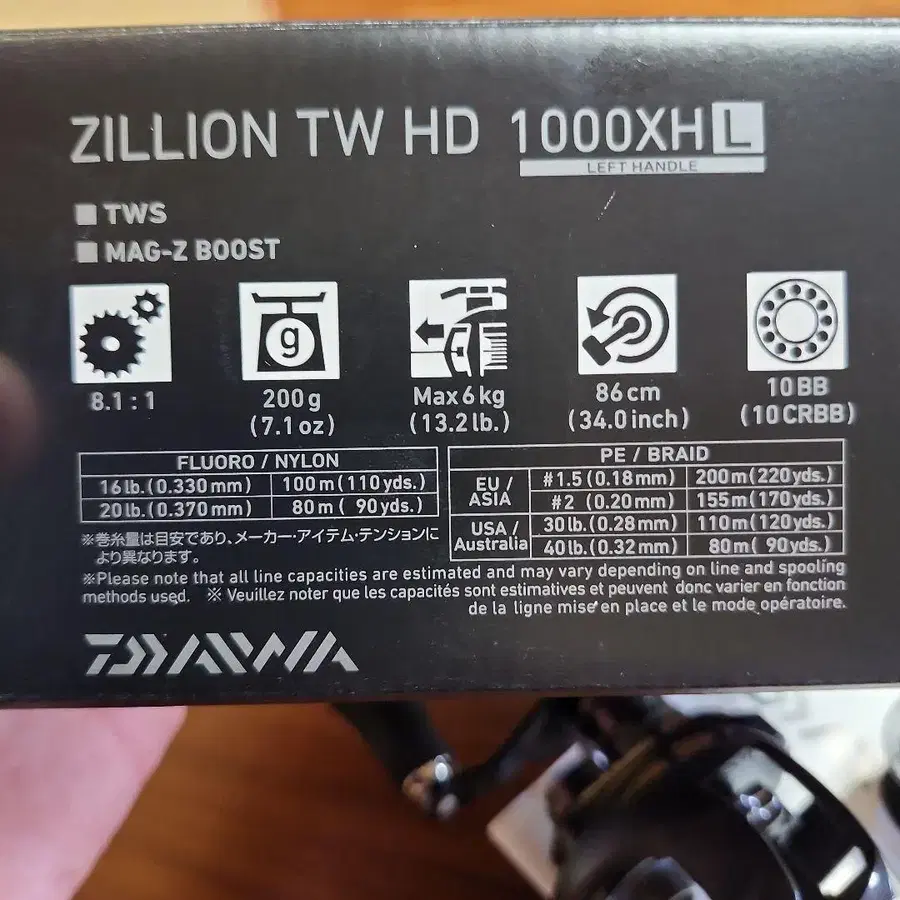 ZILLION TW HD 1000XHL
LEFT HANDLE
■ TWS
■ MAG-Z BOOST
g
8.1 : 1
200g
(7.1oz)
Max6kg
(13.2lb.)
86cm
(34.0inch)
10BB
(10CRBB)
FLUORO / NYLON
16lb.(0.330mm) 100m(110yds.)
20lb.(0.370mm) 80m( 90yds.)
PE / BRAID
EU / ASIA
#1.5(0.18mm) 200m(220yds.)
#2 (0.20mm) 155m(170yds.)
USA / Australia
30lb.(0.28mm) 110m(120yds.)
40lb.(0.32mm) 80m( 90yds.)
※巻糸量は目安であり、メーカー・アイテム・テンションに
より異なります。
※Please note that all line capacities are estimated and may vary depending on line and spooling
methods used. ※ Veuillez noter que les capacités sont estimatives et peuvent donc varier en fonction
de la ligne mise en place et le mode opératoire.
DAIWA